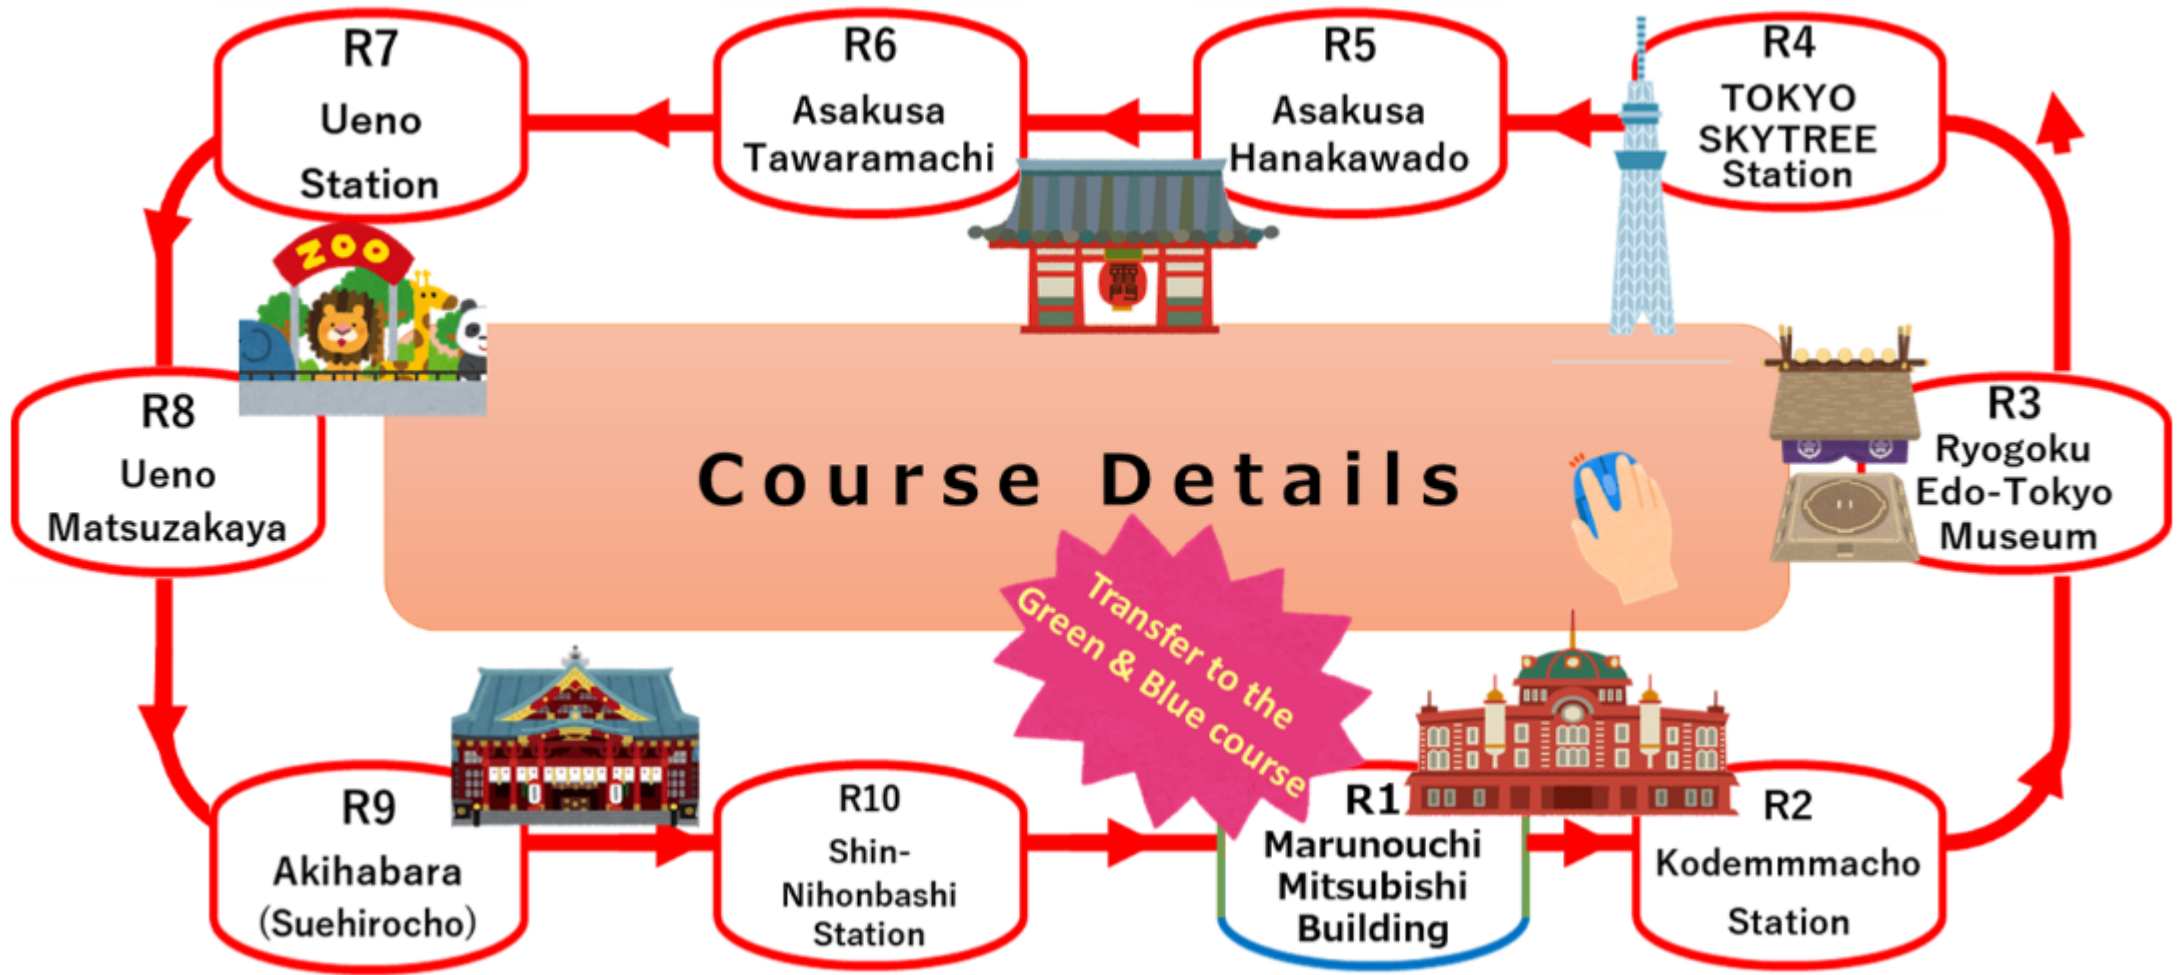 R7
Ueno
Station
R6
Asakusa
Tawaramachi
R5
Asakusa
Hanakawado
R4
TOKYO
SKYTREE
Station
ZOO
雷門
R8
Ueno
Matsuzakaya
Course Details
R3
Ryogoku
Edo-Tokyo
Museum
Transfer to the
Green & Blue course
R9
Akihabara
(Suehirocho)
R10
Shin-
Nihonbashi
Station
R1
Marunouchi
Mitsubishi
Building
R2
Kodemmmacho
Station